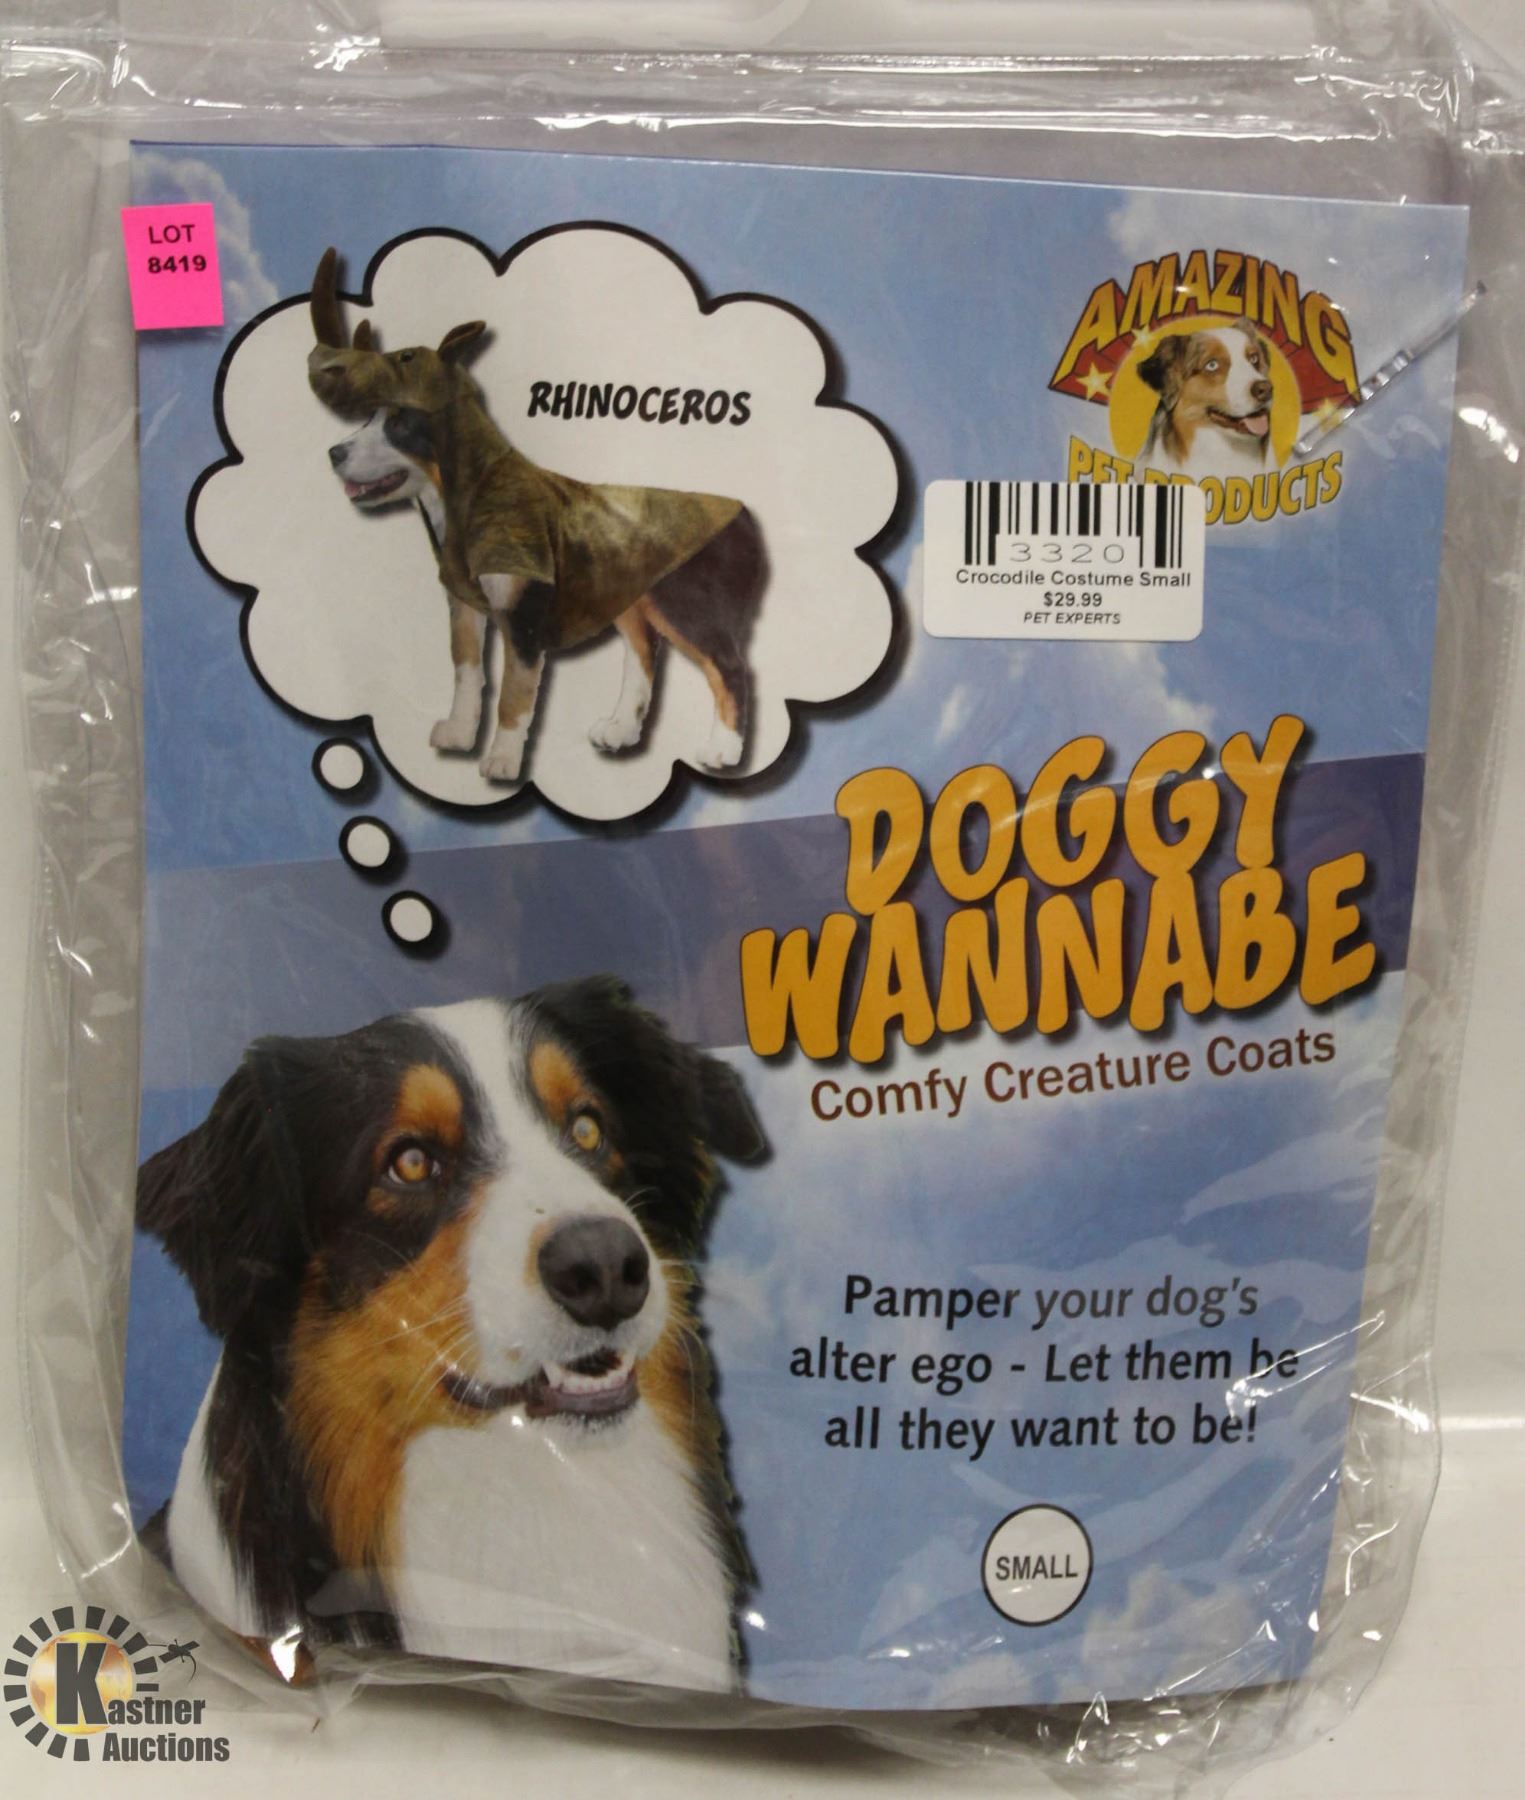 LOT
8419
RHINOCEROS
AMAZING
PET PRODUCTS
3320
Crocodile Costume Small
$29.99
PET EXPERTS
DOGGY
WANNABE
Comfy Creature Coats
Pamper your dog's
alter ego - Let them be
all they want to be!
SMALL
Kastner
Auctions